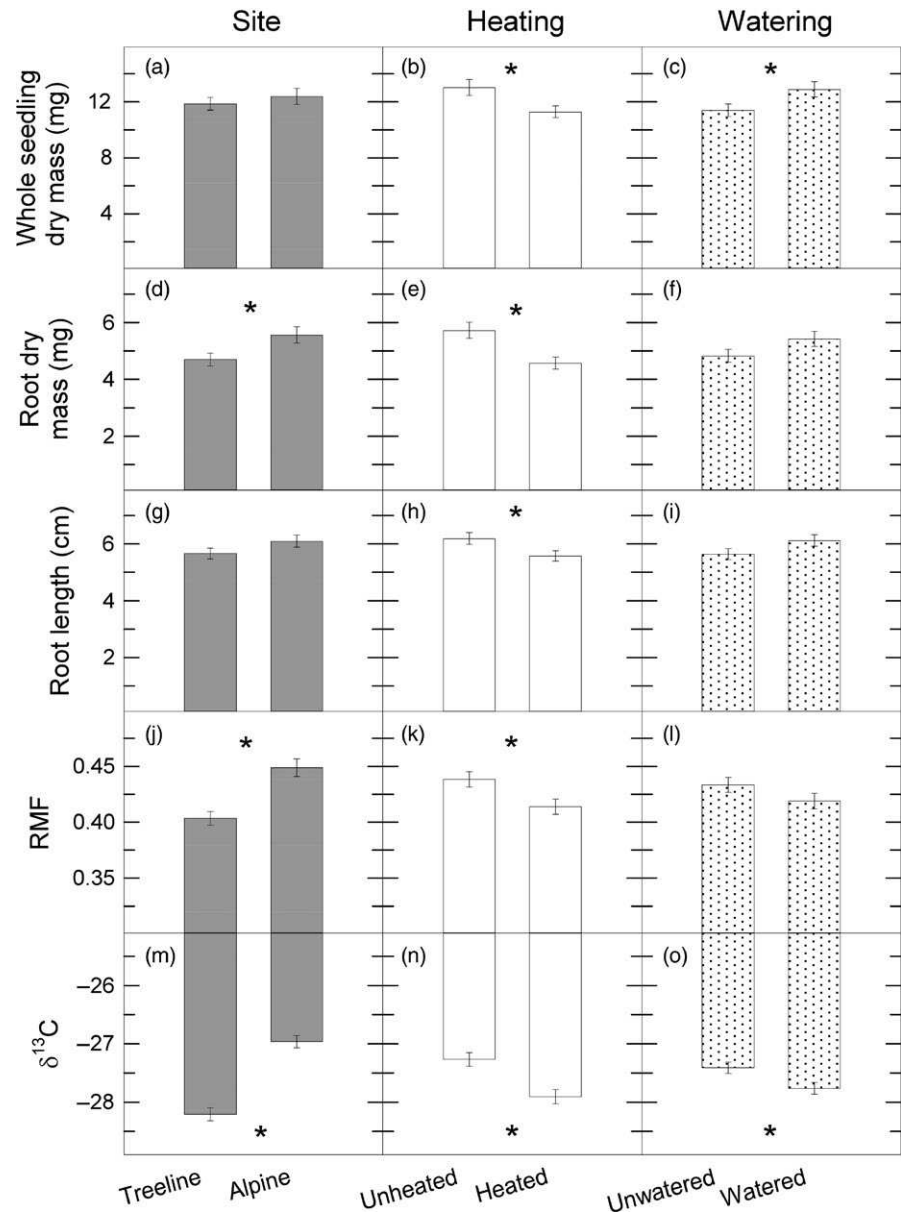 Site Heating Watering
(a) (b) * (c) *
Whole seedling
dry mass (mg)
12
8
4
(d) * (e) * (f)
Root dry
mass (mg)
6
4
2
(g) (h) * (i)
Root length (cm)
6
4
2
(j) * (k) * (l)
RMF
0.45
0.40
0.35
(m) (n) (o)
δ¹³C
–26
–27
–28
* * *
Treeline Alpine Unheated Heated Unwatered Watered